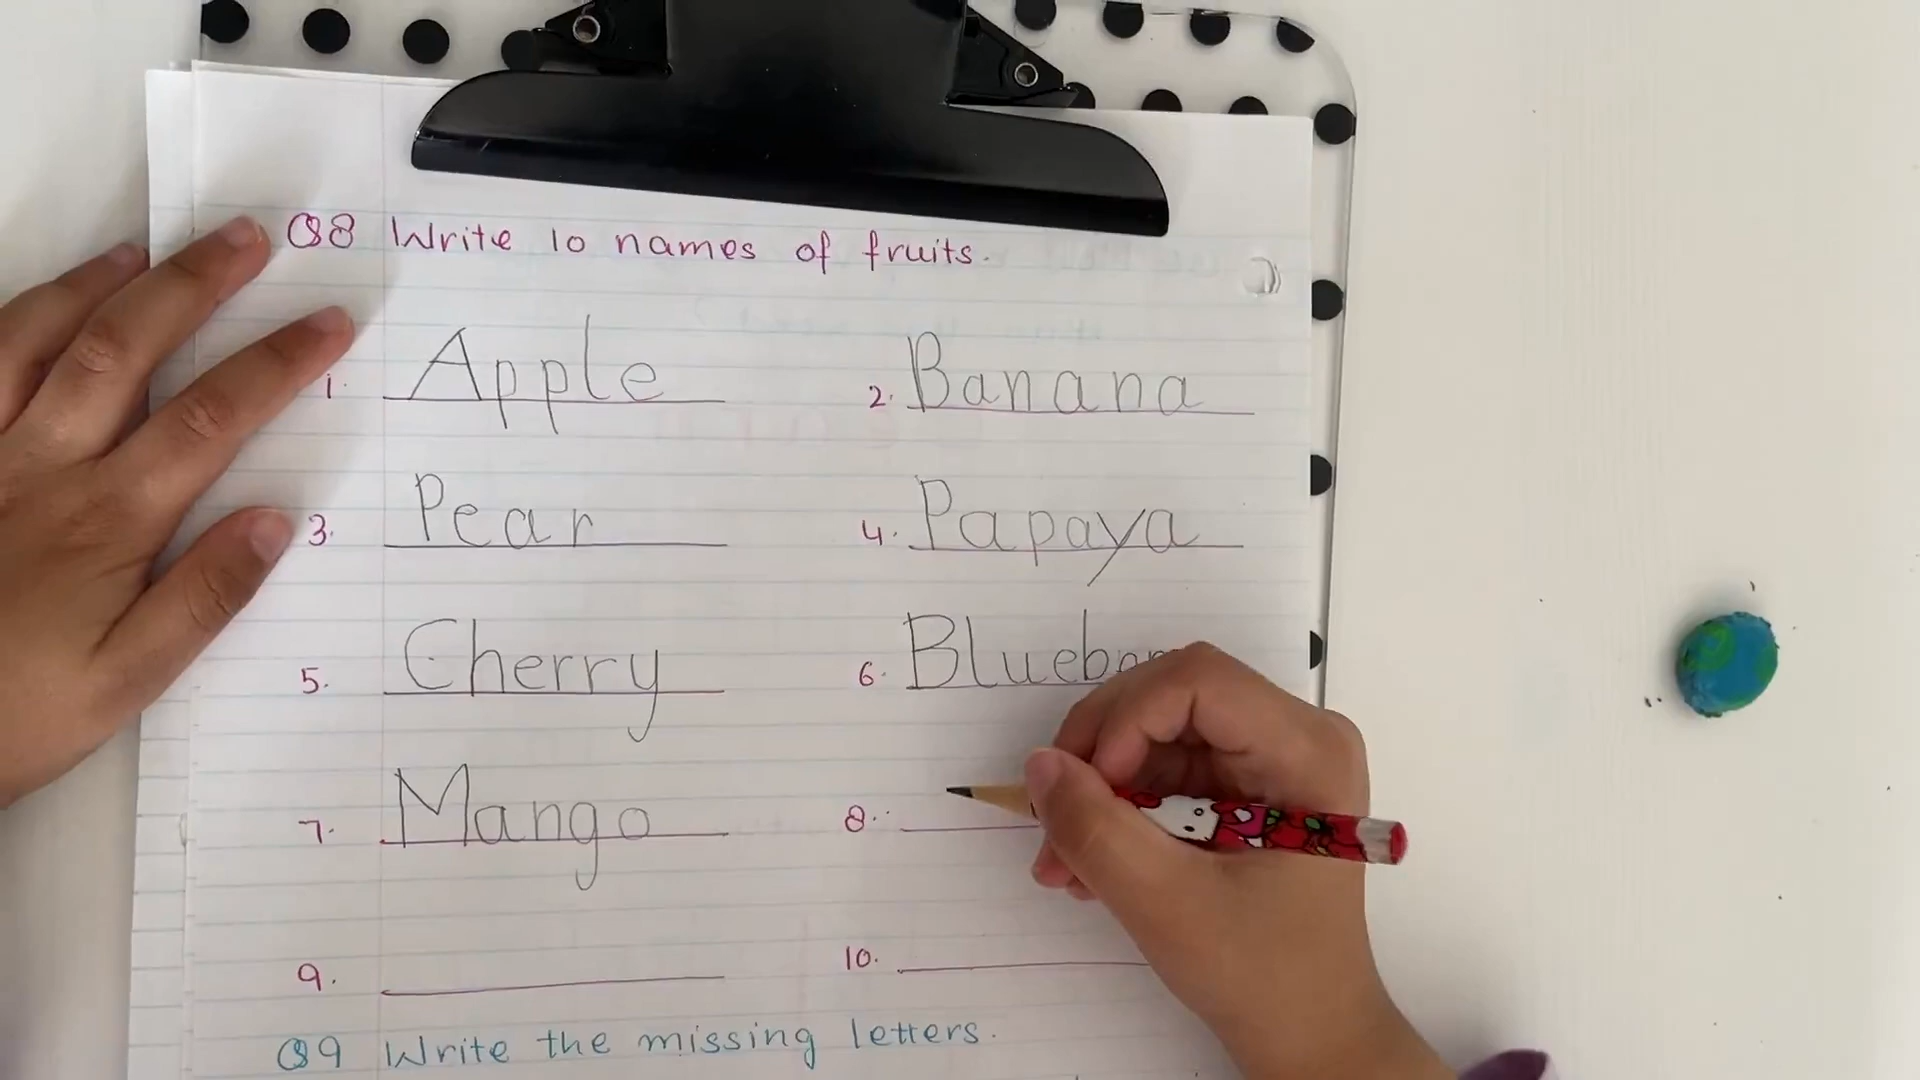 Q8 Write 10 names of fruits.
1. Apple 2. Banana
3. Pear 4. Papaya
5. Cherry 6.
7. Mango 8.
9. 10.
Q9 Write the missing letters.